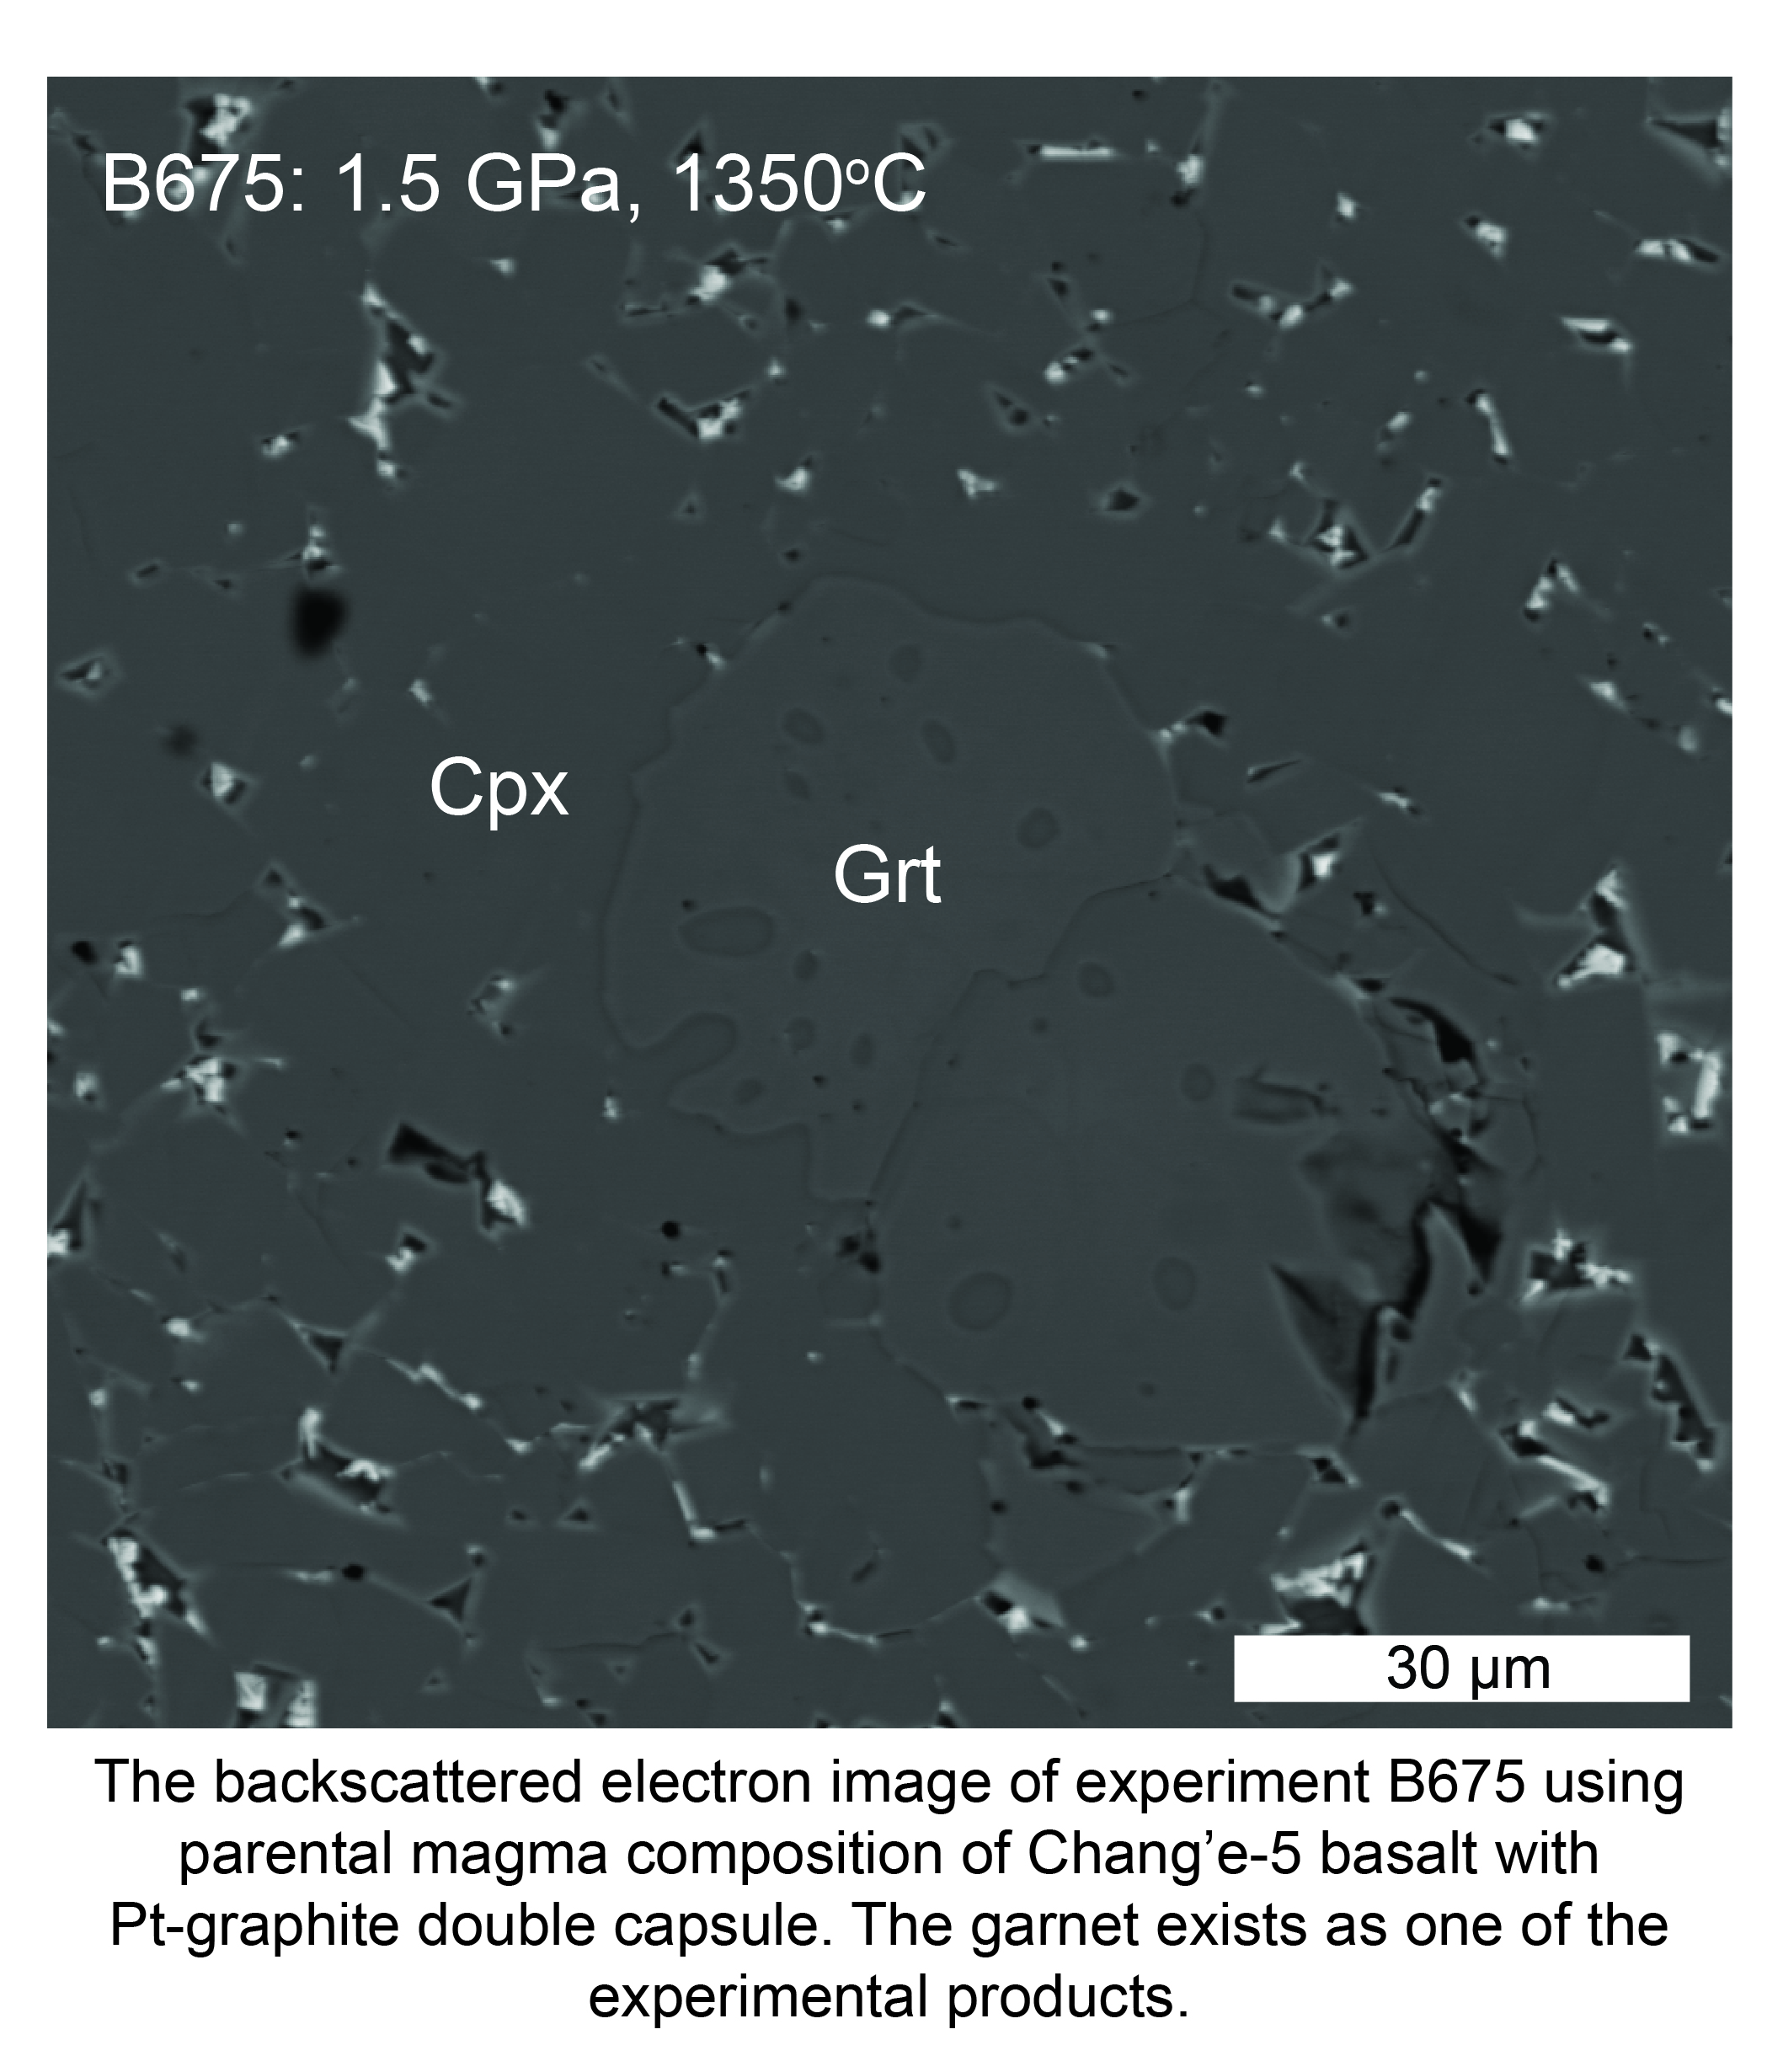 B675: 1.5 GPa, 1350°C
Cpx
Grt
30 µm
The backscattered electron image of experiment B675 using
parental magma composition of Chang’e-5 basalt with
Pt-graphite double capsule. The garnet exists as one of the
experimental products.